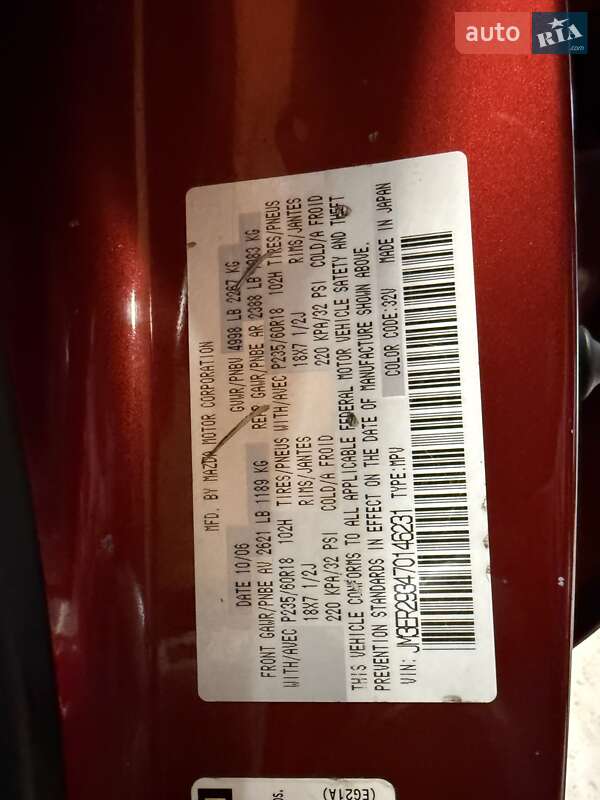 auto RIA.com
MFD. BY MAZDA MOTOR CORPORATION
DATE 10/06 GVWR/PNBV 4998 LB 2267 KG
FRONT GAWR/PNBE AV 2621 LB 1189 KG REAR GAWR/PNBE AR 2388 LB 1083 KG
WITH/AVEC P235/60R18 102H TIRES/PNEUS WITH/AVEC P235/60R18 102H TIRES/PNEUS
18X7 1/2J RIMS/JANTES 18X7 1/2J RIMS/JANTES
220 KPA/32 PSI COLD/A FROID 220 KPA/32 PSI COLD/A FROID
THIS VEHICLE CONFORMS TO ALL APPLICABLE FEDERAL MOTOR VEHICLE SAFETY AND THEFT
PREVENTION STANDARDS IN EFFECT ON THE DATE OF MANUFACTURE SHOWN ABOVE.
VIN: JM3ER293470146231 TYPE:MPV COLOR CODE:32V MADE IN JAPAN
(EG21A)